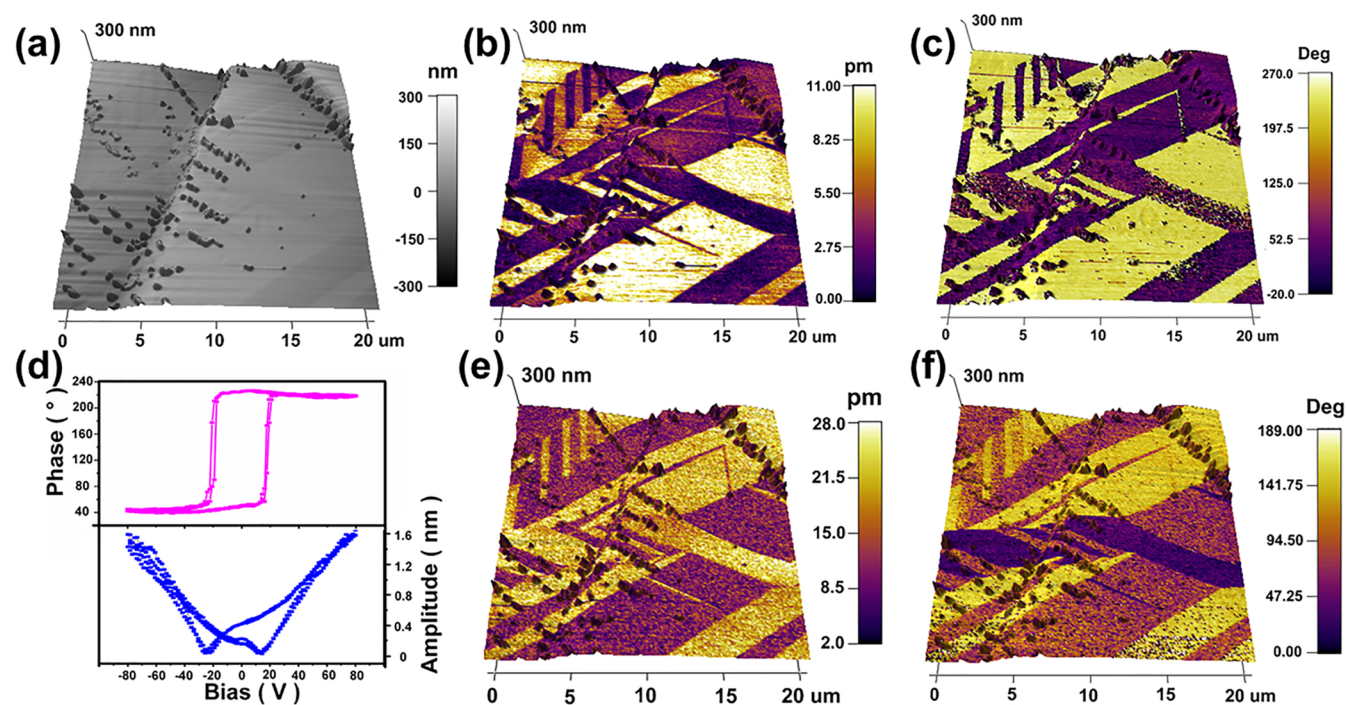 (a)
300 nm
nm
300
150
0
-150
-300
0 5 10 15 20 um
(b)
300 nm
pm
11.00
8.25
5.50
2.75
0.00
0 5 10 15 20 um
(c)
300 nm
Deg
270.0
197.5
125.0
52.5
-20.0
0 5 10 15 20 um
(d)
Phase ( ° )
240
200
160
120
80
40
Amplitude ( nm )
1.6
1.2
0.8
0.4
0
-80 -60 -40 -20 0 20 40 60 80
Bias ( V )
(e)
300 nm
pm
28.0
21.5
15.0
8.5
2.0
0 5 10 15 20 um
(f)
300 nm
Deg
189.00
141.75
94.50
47.25
0.00
0 5 10 15 20 um